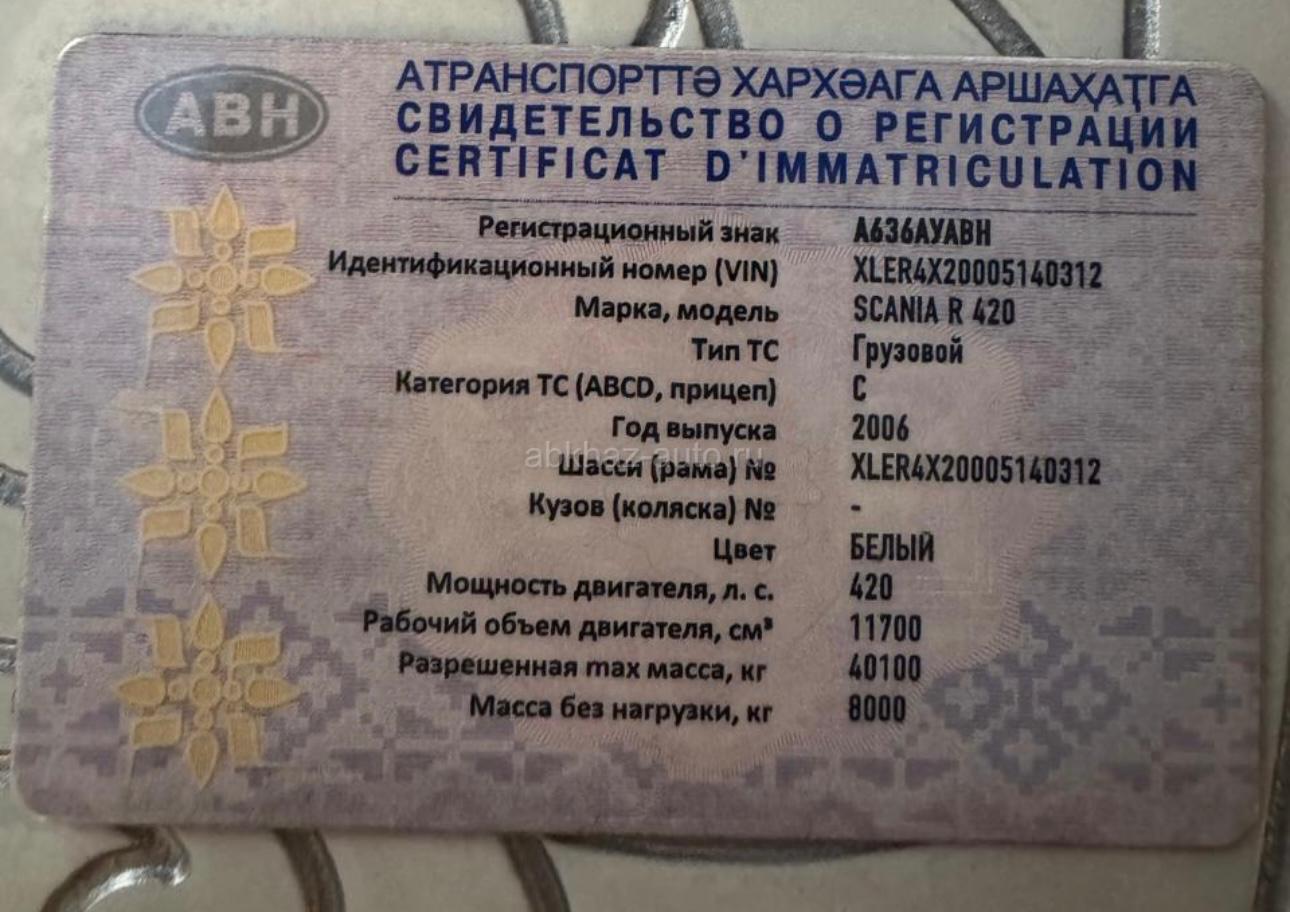 ABH
АТРАНСПОРТТӘ ХАРХӘАГА АРШАҲАҬГА
СВИДЕТЕЛЬСТВО О РЕГИСТРАЦИИ
CERTIFICAT D'IMMATRICULATION
Регистрационный знак А636АУАВН
Идентификационный номер (VIN) XLER4X20005140312
Марка, модель SCANIA R 420
Тип ТС Грузовой
Категория ТС (ABCD, прицеп) C
Год выпуска 2006
abkhaz-auto.ru
Шасси (рама) № XLER4X20005140312
Кузов (коляска) № -
Цвет БЕЛЫЙ
Мощность двигателя, л. с. 420
Рабочий объем двигателя, см³ 11700
Разрешенная max масса, кг 40100
Масса без нагрузки, кг 8000